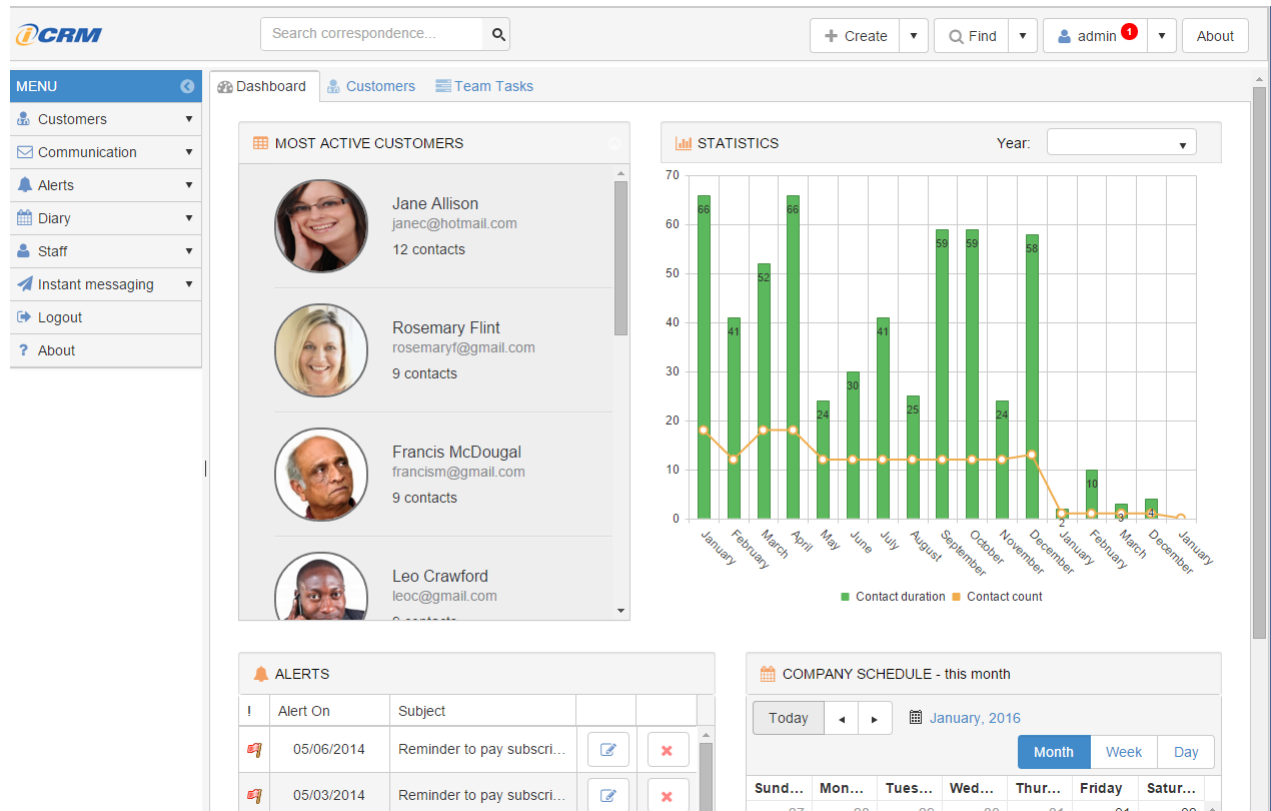 iCRM
Search correspondence...
Create
Find
admin 1
About
MENU
Customers
Communication
Alerts
Diary
Staff
Instant messaging
Logout
? About
Dashboard
Customers
Team Tasks
MOST ACTIVE CUSTOMERS
Jane Allison
janec@hotmail.com
12 contacts
Rosemary Flint
rosemaryf@gmail.com
9 contacts
Francis McDougal
francism@gmail.com
9 contacts
Leo Crawford
leoc@gmail.com
9 contacts
STATISTICS
Year:
70
60
50
40
30
20
10
0
66
41
52
66
24
30
41
25
59
59
24
58
2
10
3
4
January
February
March
April
May
June
July
August
September
October
November
December
January
February
March
December
January
Contact duration
Contact count
ALERTS
! Alert On Subject
05/06/2014 Reminder to pay subscri...
05/03/2014 Reminder to pay subscri...
COMPANY SCHEDULE - this month
Today
January, 2016
Month Week Day
Sund... Mon... Tues... Wed... Thur... Friday Satur...